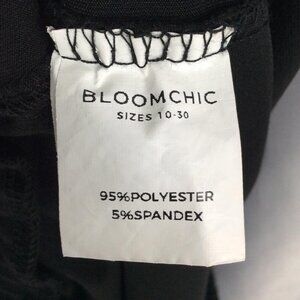 BLOOMCHIC
SIZES 10-30
95%POLYESTER
5%SPANDEX